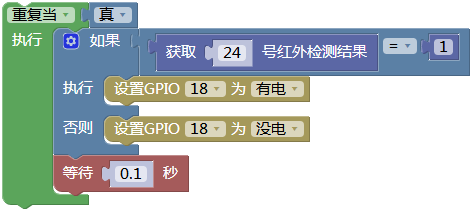 重复当 真
执行 如果 获取 24 号红外检测结果 = 1
执行 设置GPIO 18 为 有电
否则 设置GPIO 18 为 没电
等待 0.1 秒